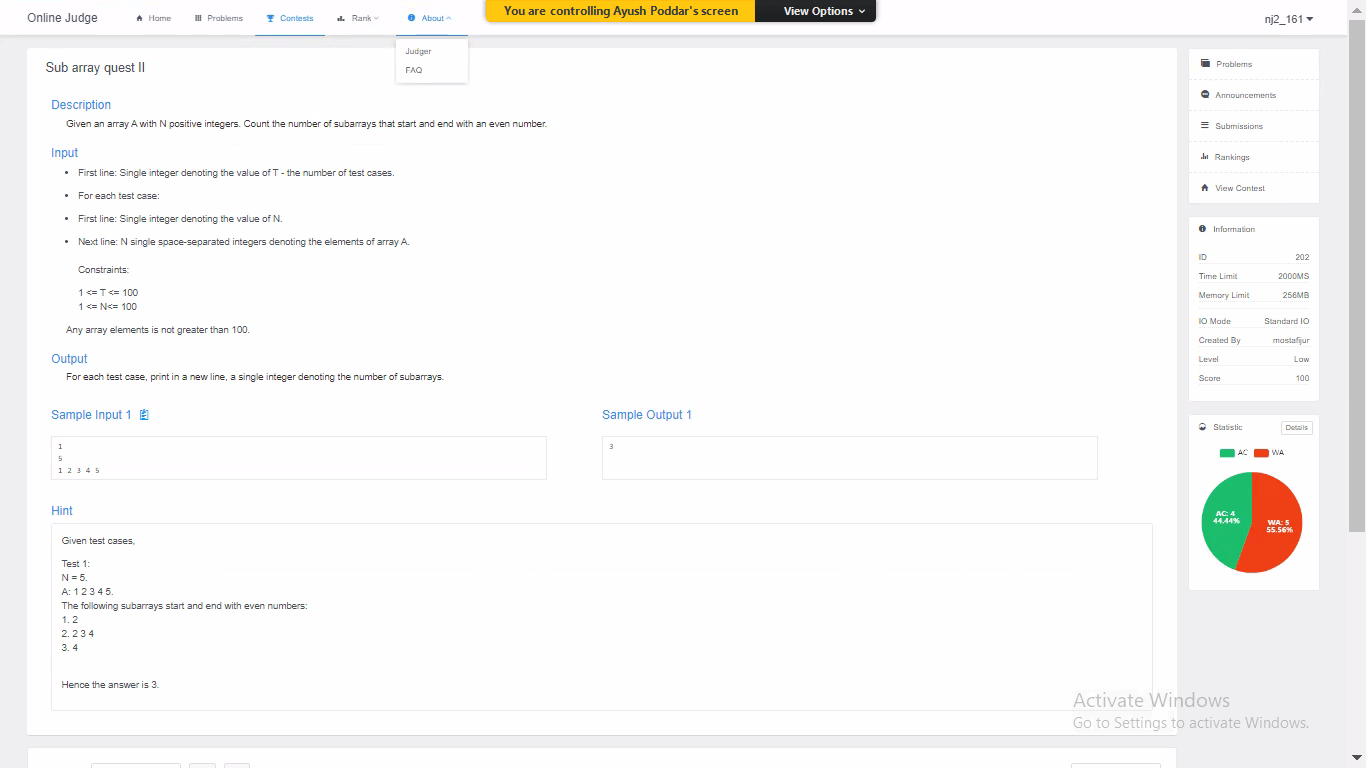 Online Judge Home Problems Contests Rank About You are controlling Ayush Poddar's screen View Options nj2_161
Judger
FAQ
Sub array quest II
Description
Given an array A with N positive integers. Count the number of subarrays that start and end with an even number.
Input
First line: Single integer denoting the value of T - the number of test cases.
For each test case:
First line: Single integer denoting the value of N.
Next line: N single space-separated integers denoting the elements of array A.
Constraints:
1 <= T <= 100
1 <= N<= 100
Any array elements is not greater than 100.
Output
For each test case, print in a new line, a single integer denoting the number of subarrays.
Sample Input 1
1
5
1 2 3 4 5
Sample Output 1
3
Hint
Given test cases,
Test 1:
N = 5.
A: 1 2 3 4 5.
The following subarrays start and end with even numbers:
1. 2
2. 2 3 4
3. 4
Hence the answer is 3.
Problems
Announcements
Submissions
Rankings
View Contest
Information
ID 202
Time Limit 2000MS
Memory Limit 256MB
IO Mode Standard IO
Created By mostafijur
Level Low
Score 100
Statistic Details
AC WA
AC: 4
44.44%
WA: 5
55.56%
Activate Windows
Go to Settings to activate Windows.